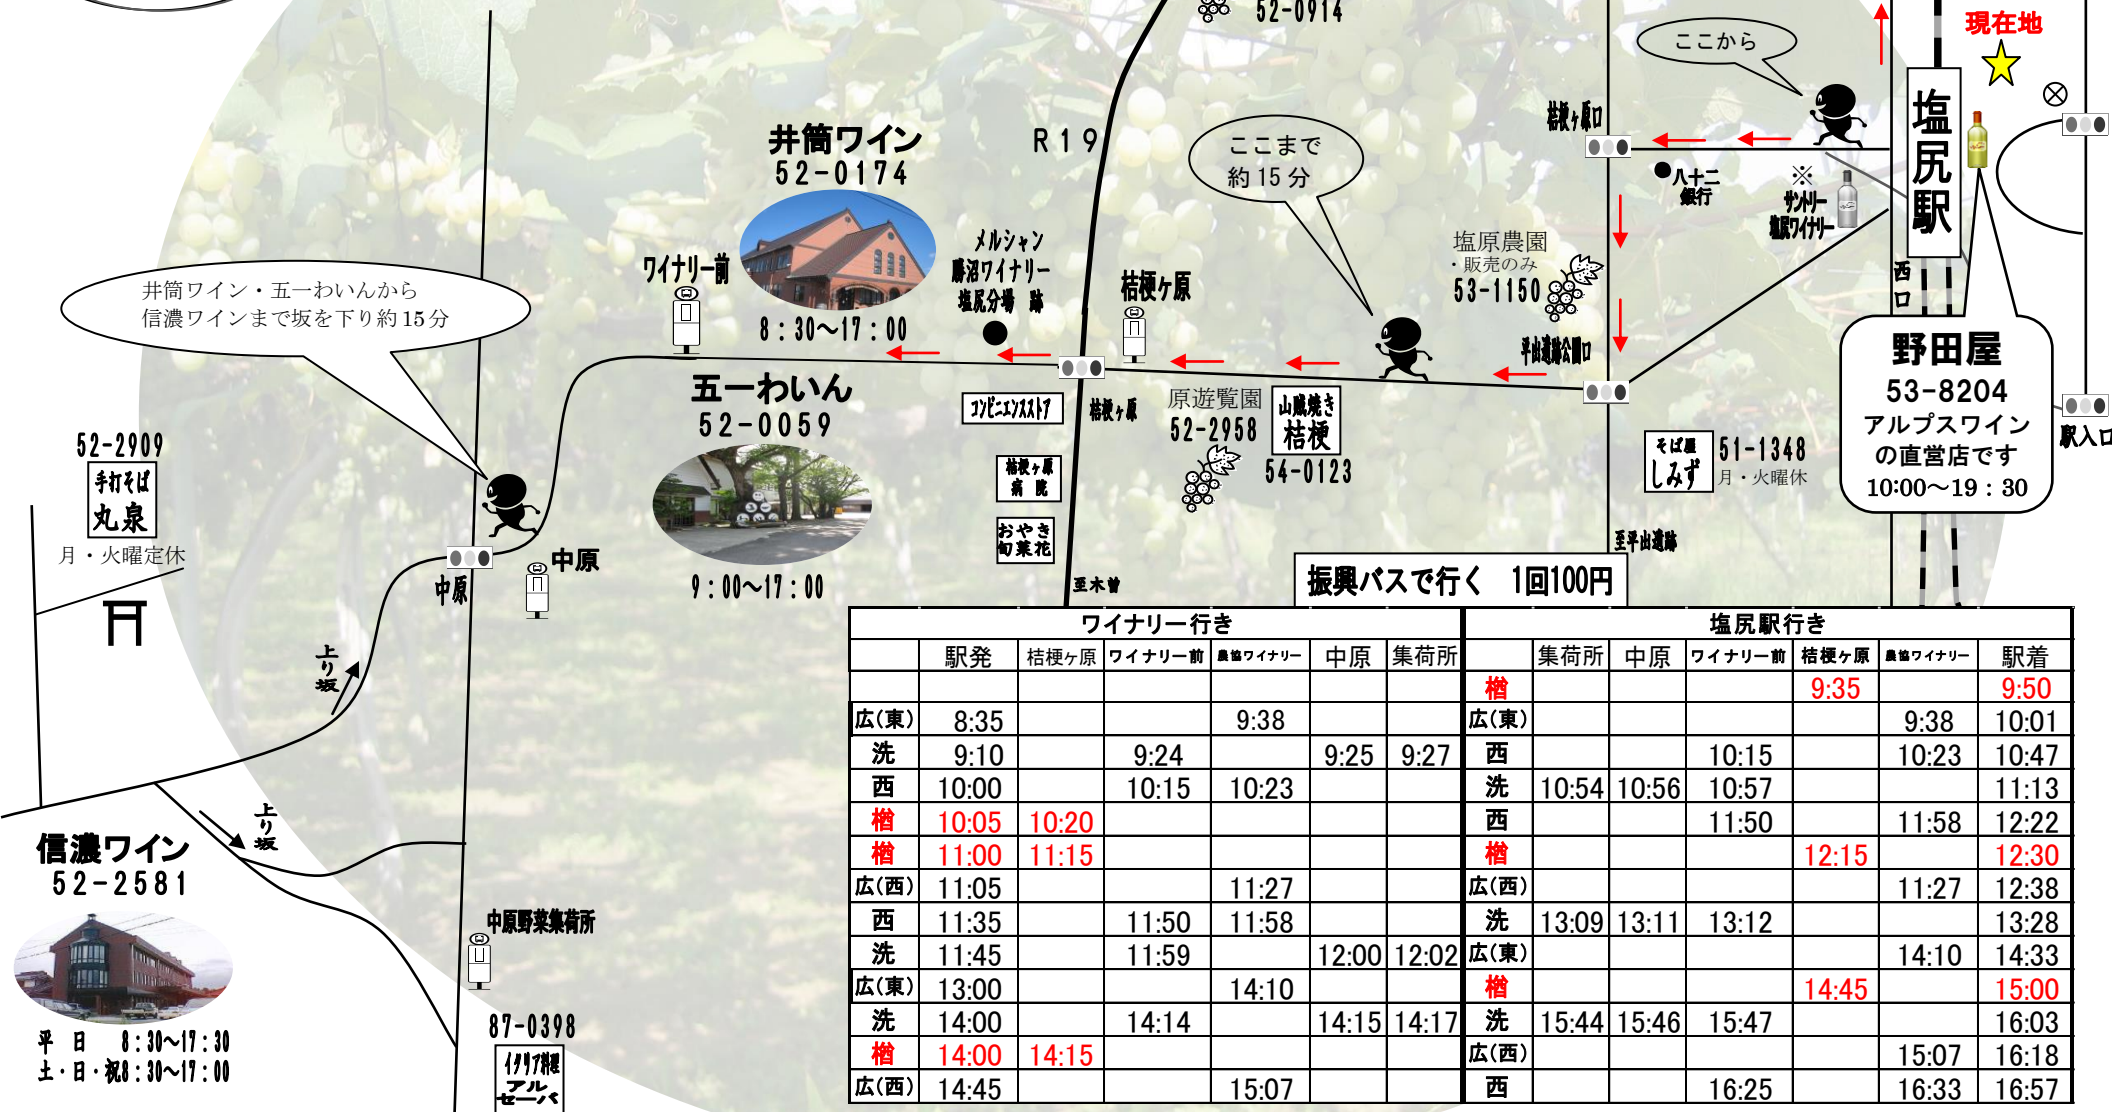 52-0914
現在地
ここから
塩尻駅
桔梗ヶ原口
八十二
銀行
※
サントリー
塩尻ワイナリー
井筒ワイン
52-0174
8：30～17：00
R19
ここまで
約15分
メルシャン
勝沼ワイナリー
塩尻分場　跡
ワイナリー前
桔梗ヶ原
塩原農園
・販売のみ
53-1150
平出遺跡公園口
西口
野田屋
53-8204
アルプスワイン
の直営店です
10:00～19：30
駅入口
井筒ワイン・五一わいんから
信濃ワインまで坂を下り約15分
五一わいん
52-0059
9：00～17：00
コンビニエンスストア
桔梗ヶ原
原遊覧園
52-2958
山賊焼き
桔梗
54-0123
桔梗ヶ原
病院
おやき
旬菜花
至木曽
そば屋
しみず
51-1348
月・火曜休
至平出遺跡
52-2909
手打そば
丸泉
月・火曜定休
中原
中原
上り坂
上り坂
信濃ワイン
52-2581
平　日　8：30～17：30
土・日・祝8：30～17：00
中原野菜集荷所
87-0398
イタリア料理
アル
セーバ
振興バスで行く　1回100円
ワイナリー行き
駅発 桔梗ヶ原 ワイナリー前 農協ワイナリー 中原 集荷所
広(東) 8:35 9:38
洗 9:10 9:24 9:25 9:27
西 10:00 10:15 10:23
楢 10:05 10:20
楢 11:00 11:15
広(西) 11:05 11:27
西 11:35 11:50 11:58
洗 11:45 11:59 12:00 12:02
広(東) 13:00 14:10
洗 14:00 14:14 14:15 14:17
楢 14:00 14:15
広(西) 14:45 15:07
塩尻駅行き
集荷所 中原 ワイナリー前 桔梗ヶ原 農協ワイナリー 駅着
楢 9:35 9:50
広(東) 9:38 10:01
西 10:15 10:23 10:47
洗 10:54 10:56 10:57 11:13
西 11:50 11:58 12:22
楢 12:15 12:30
広(西) 11:27 12:38
洗 13:09 13:11 13:12 13:28
広(東) 14:10 14:33
楢 14:45 15:00
洗 15:44 15:46 15:47 16:03
広(西) 15:07 16:18
西 16:25 16:33 16:57